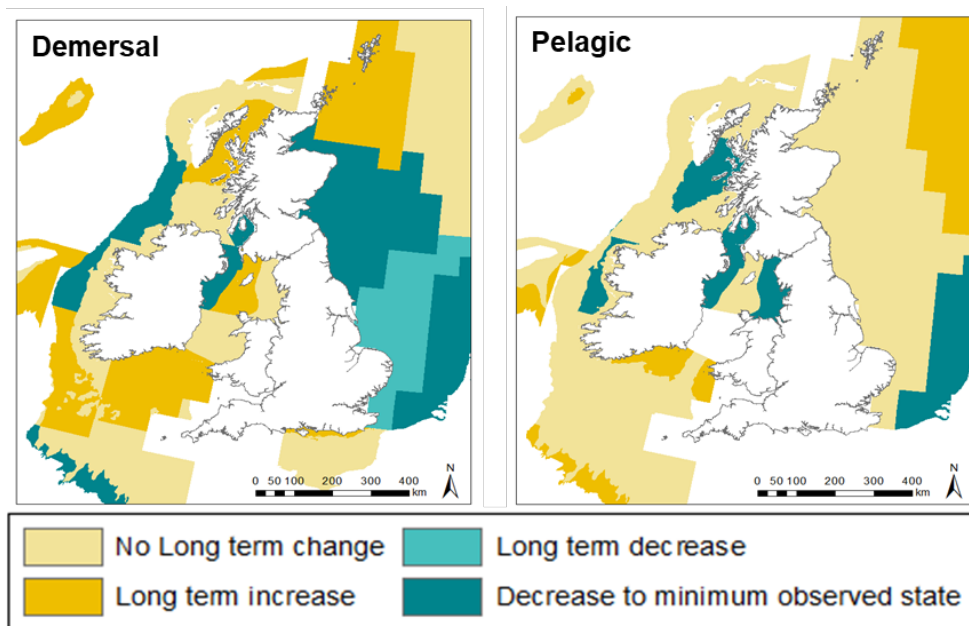 Demersal
N
0 50 100 200 300 400
km
Pelagic
N
0 50 100 200 300 400
km
No Long term change
Long term decrease
Long term increase
Decrease to minimum observed state